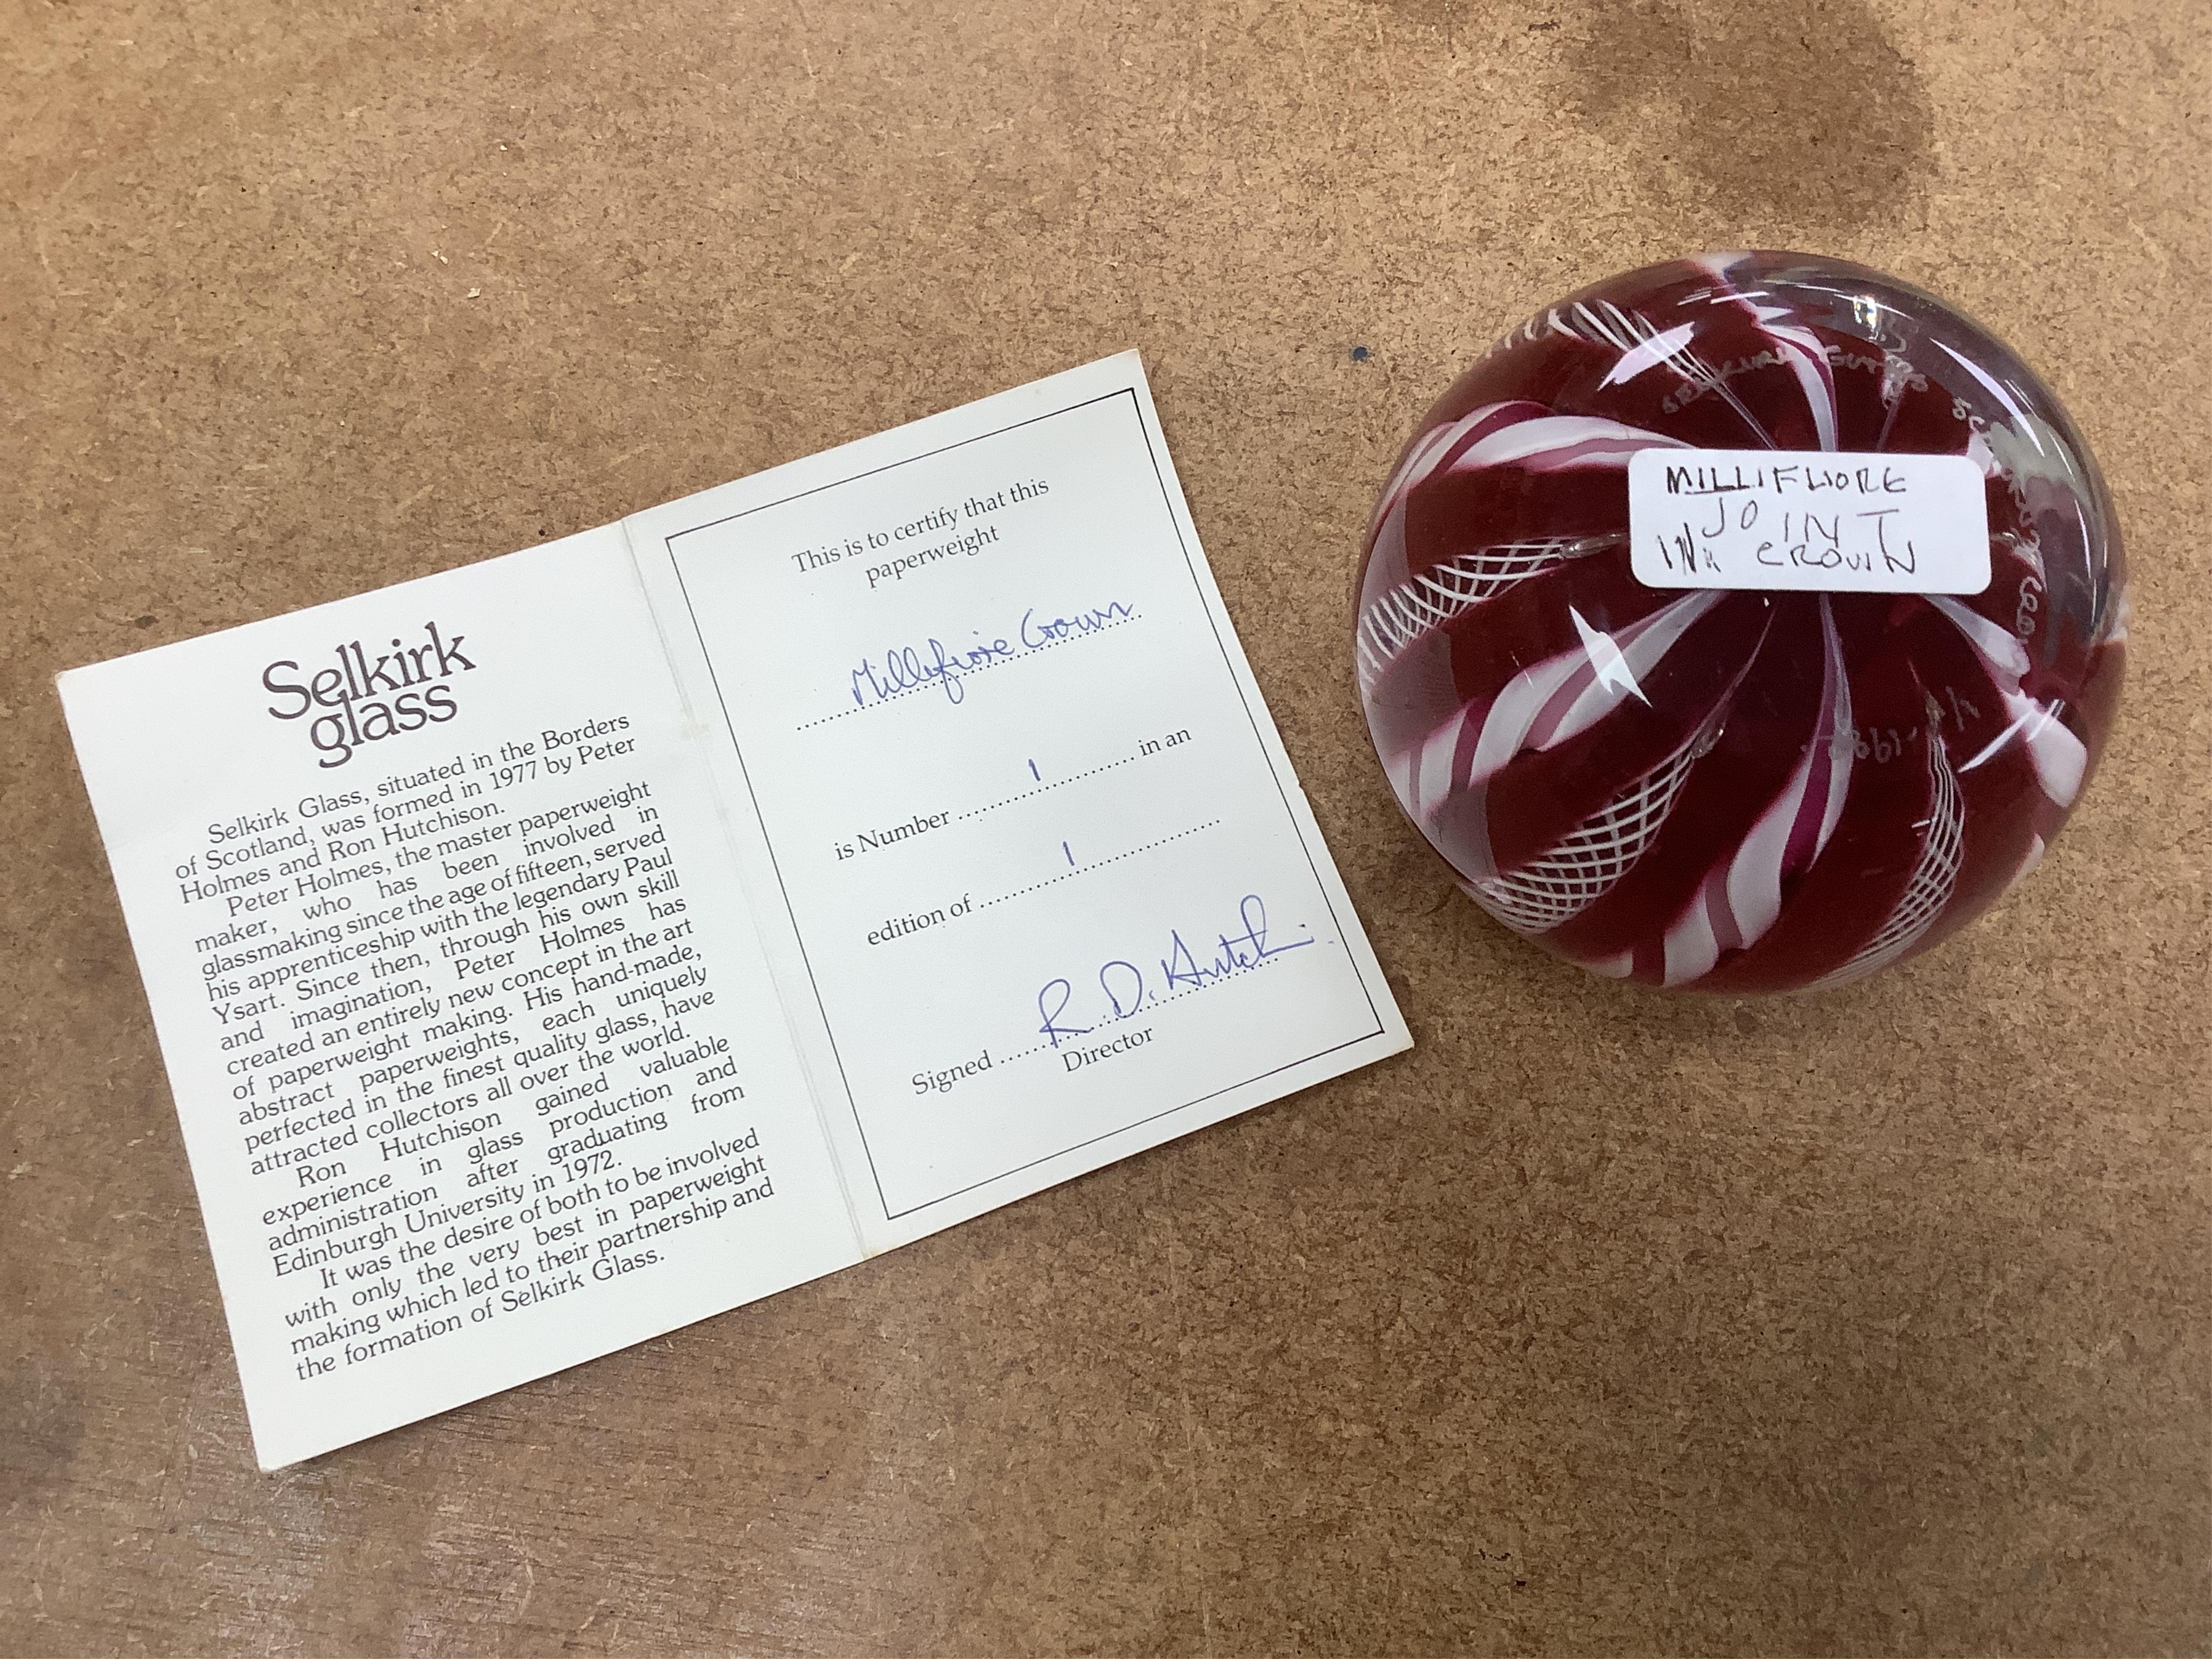 Selkirk
glass
Selkirk Glass, situated in the Borders
of Scotland, was formed in 1977 by Peter
Holmes and Ron Hutchison.
Peter Holmes, the master paperweight
maker, who has been involved in
glassmaking since the age of fifteen, served
his apprenticeship with the legendary Paul
Ysart. Since then, through his own skill
and imagination, Peter Holmes has
created an entirely new concept in the art
of paperweight making. His hand-made,
abstract paperweights, each uniquely
perfected in the finest quality glass, have
attracted collectors all over the world.
Ron Hutchison gained valuable
experience in glass production and
administration after graduating from
Edinburgh University in 1972.
It was the desire of both to be involved
with only the very best in paperweight
making which led to their partnership and
the formation of Selkirk Glass.
This is to certify that this
paperweight
Millefiore Crown
is Number 1 in an
edition of 1
Signed R. D. Hutch
Director
MILLIFLIORE
JOINT
IN CROWN
SELKIRK GLASS